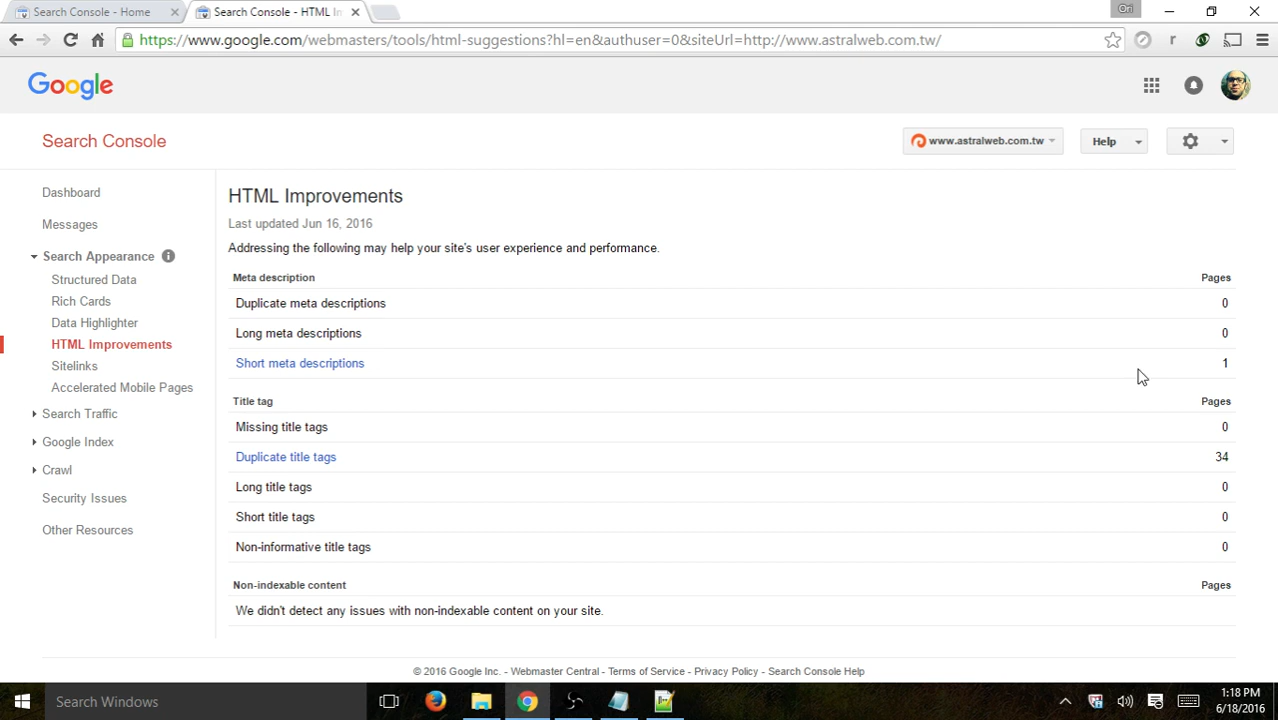 Search Console - Home
Search Console - HTML In
Ori
https://www.google.com/webmasters/tools/html-suggestions?hl=en&authuser=0&siteUrl=http://www.astralweb.com.tw/
Google
Search Console
www.astralweb.com.tw
Help
Dashboard
Messages
Search Appearance
Structured Data
Rich Cards
Data Highlighter
HTML Improvements
Sitelinks
Accelerated Mobile Pages
Search Traffic
Google Index
Crawl
Security Issues
Other Resources
HTML Improvements
Last updated Jun 16, 2016
Addressing the following may help your site's user experience and performance.
Meta description Pages
Duplicate meta descriptions 0
Long meta descriptions 0
Short meta descriptions 1
Title tag Pages
Missing title tags 0
Duplicate title tags 34
Long title tags 0
Short title tags 0
Non-informative title tags 0
Non-indexable content Pages
We didn't detect any issues with non-indexable content on your site.
© 2016 Google Inc. - Webmaster Central - Terms of Service - Privacy Policy - Search Console Help
Search Windows
1:18 PM
6/18/2016